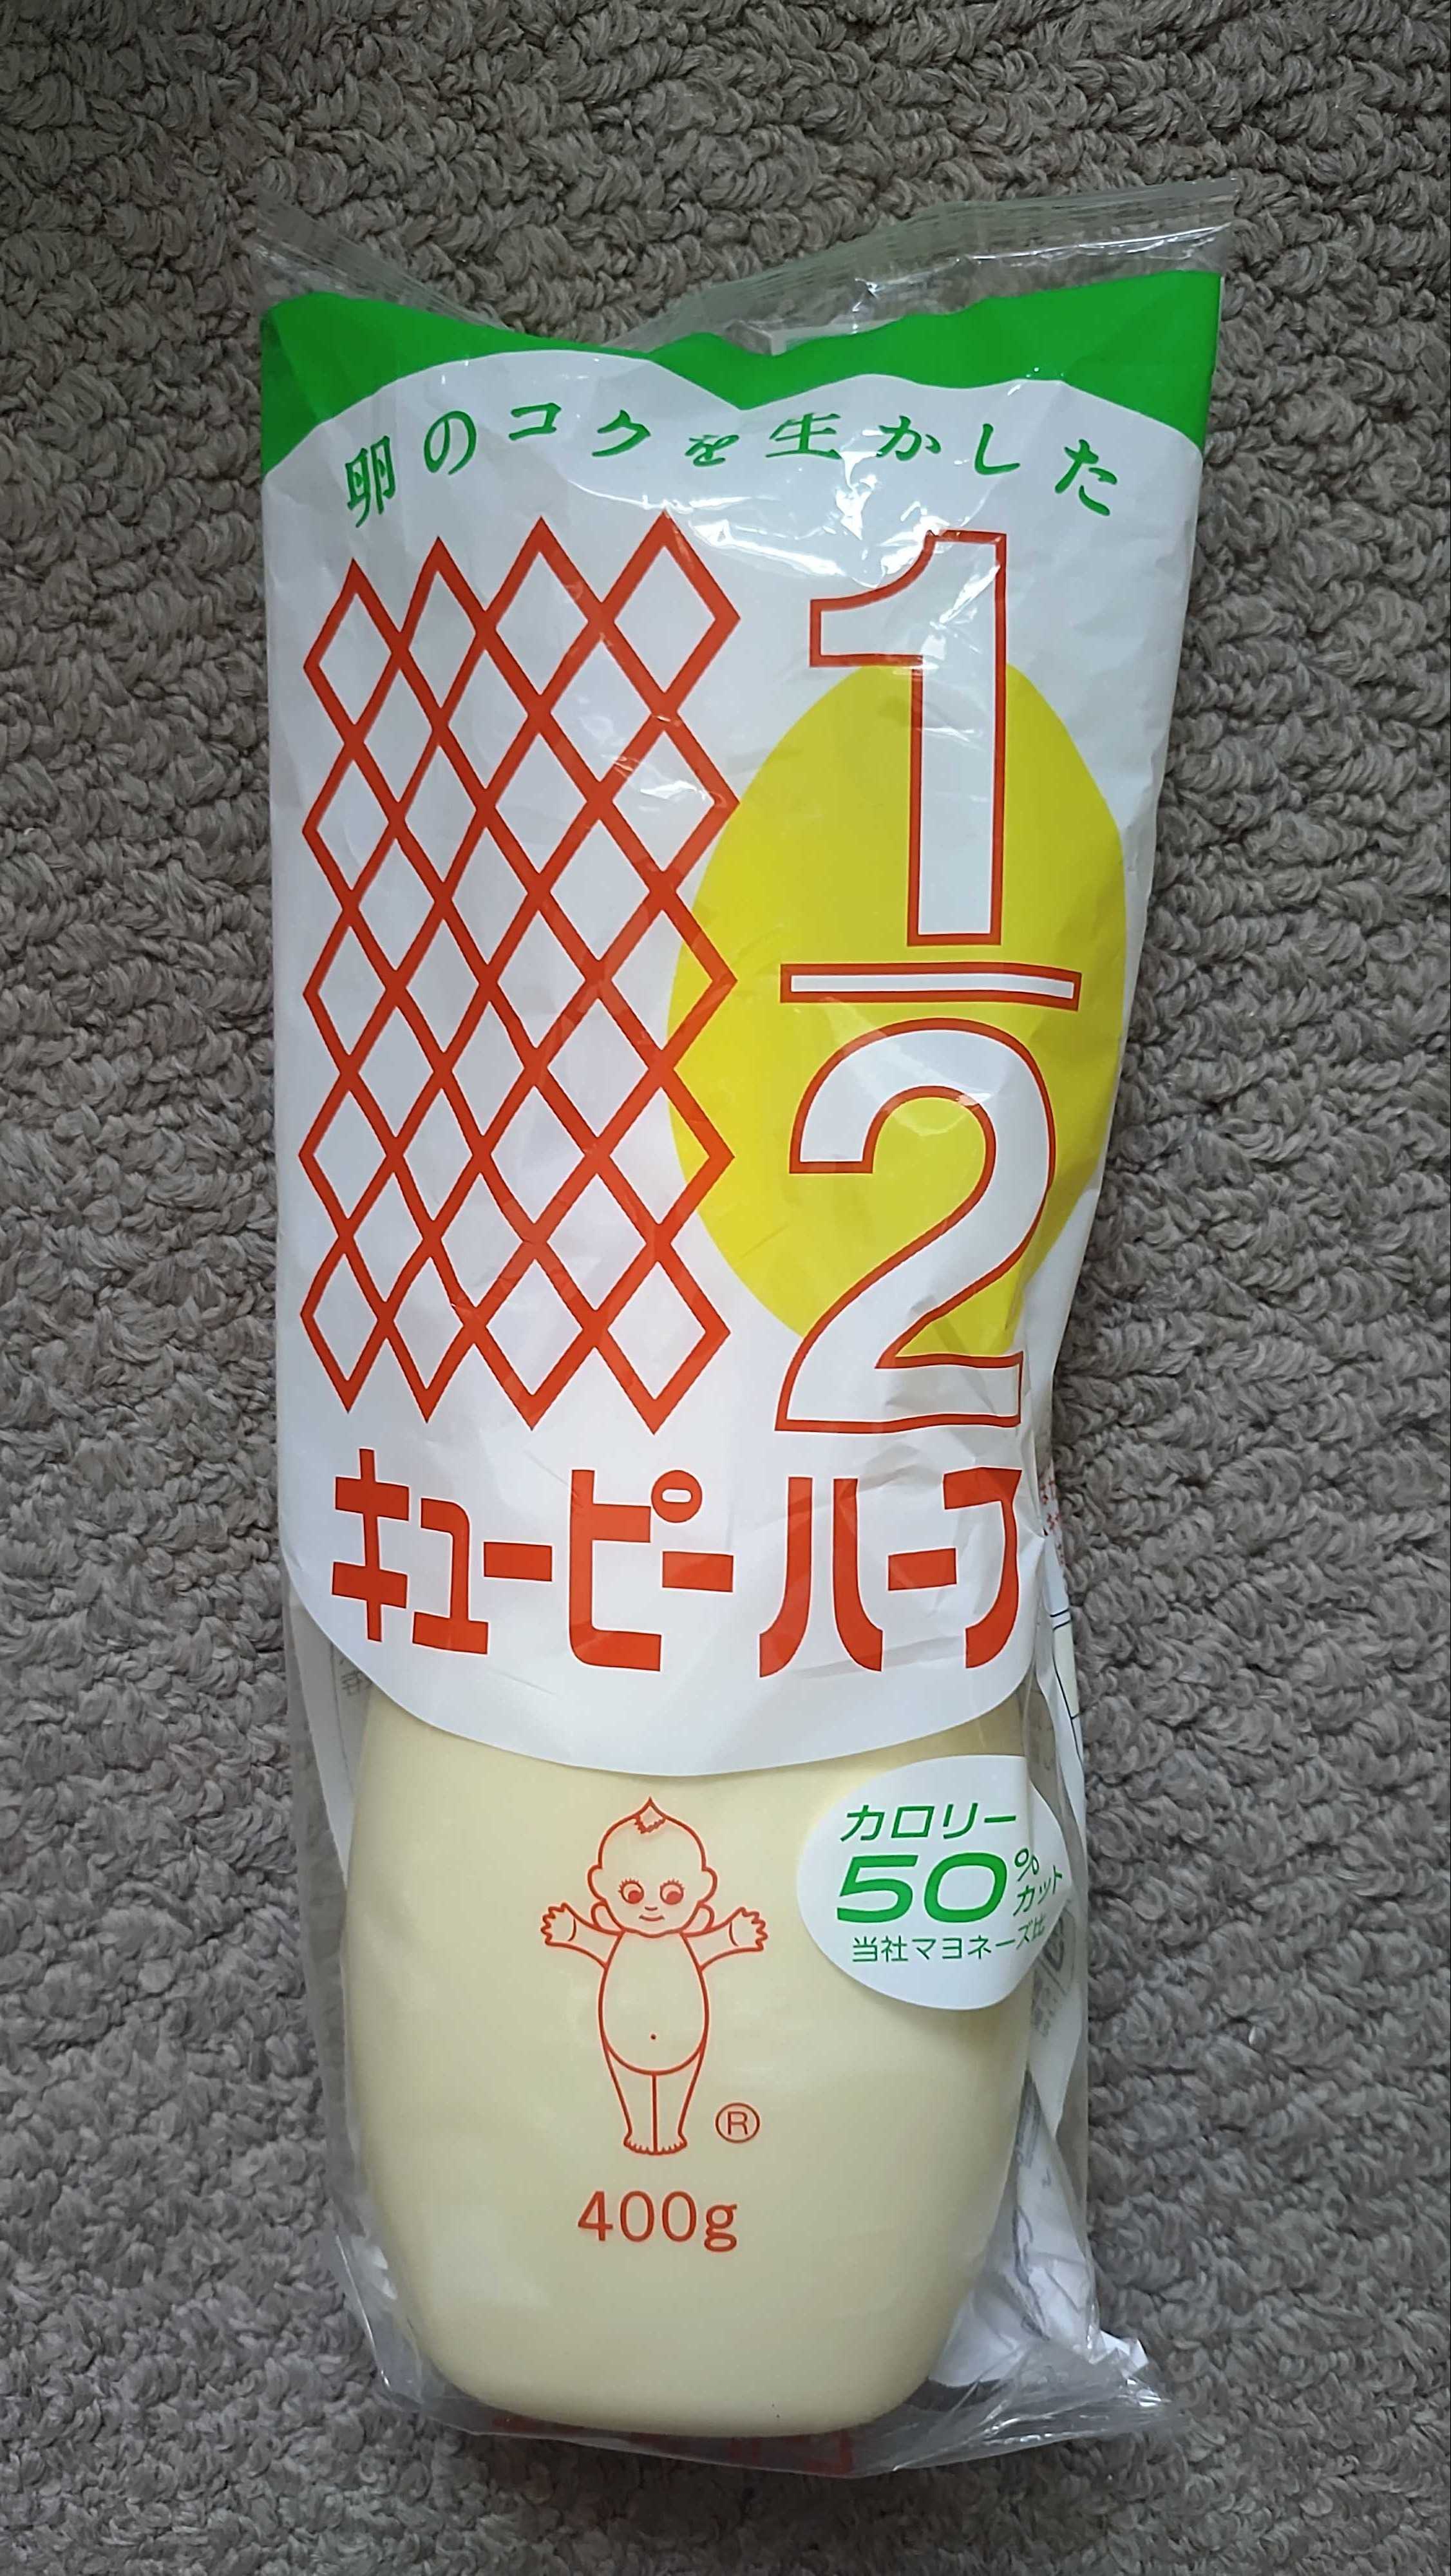 卵のコクを生かした
1
2
キューピーハーフ
カロリー
50%
カット
当社マヨネーズ比
®
400g